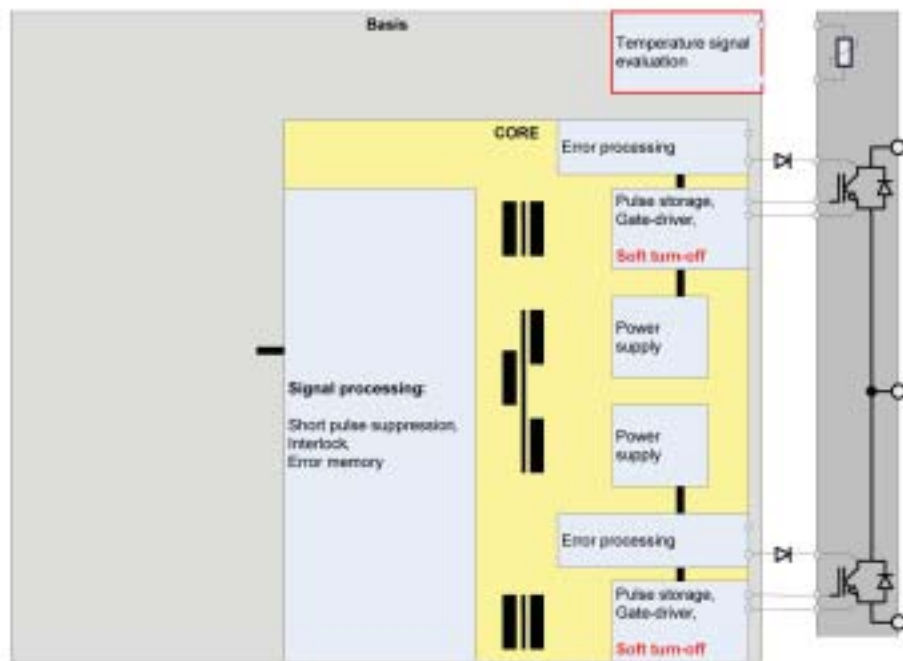 Basis
Temperature signal
evaluation
CORE
Error processing
Pulse storage,
Gate-driver,
Soft turn-off
Power
supply
Signal processing:
Short pulse suppression,
Interlock,
Error memory
Power
supply
Error processing
Pulse storage,
Gate-driver,
Soft turn-off